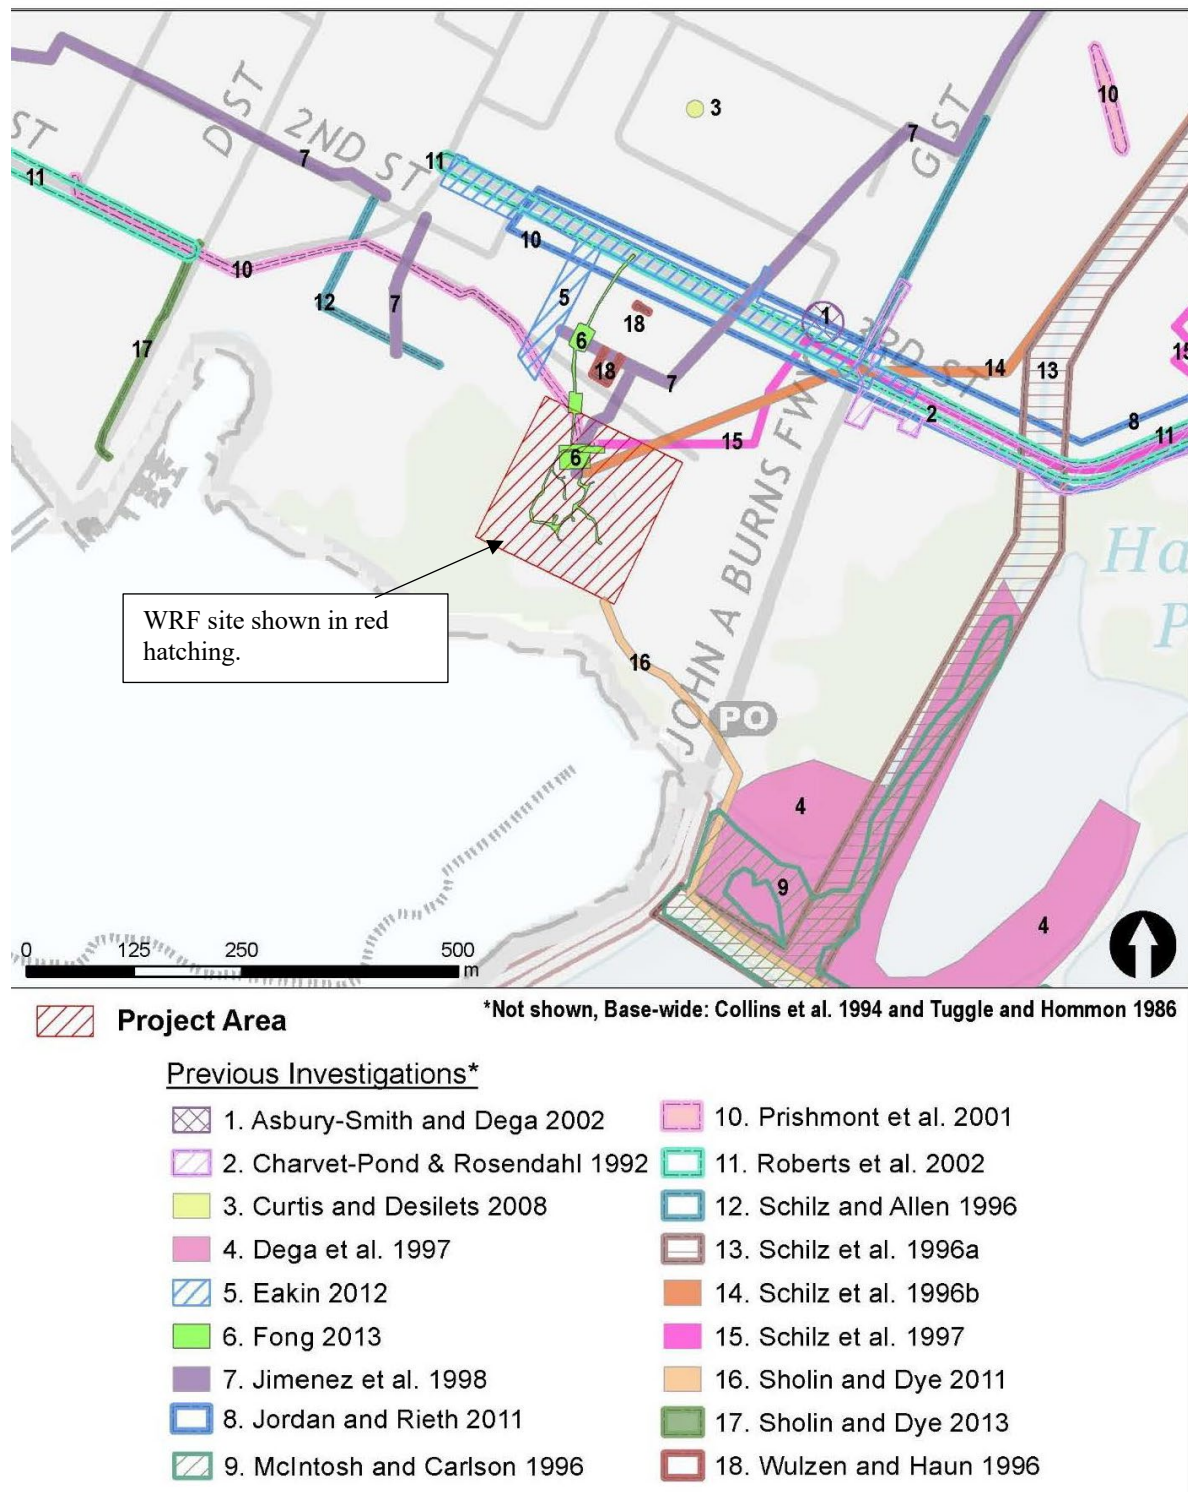 3
10
G ST
7
D ST
2ND ST
7
ST
11
11
10
10
12
7
5
6
18
18
7
1
3RD ST
14
13
15
2
8
11
17
15
6
JOHN A BURNS FWY
Ha
P
WRF site shown in red
hatching.
16
PO
4
9
4
0 125 250 500
m
*Not shown, Base-wide: Collins et al. 1994 and Tuggle and Hommon 1986
Project Area
Previous Investigations*
1. Asbury-Smith and Dega 2002
2. Charvet-Pond & Rosendahl 1992
3. Curtis and Desilets 2008
4. Dega et al. 1997
5. Eakin 2012
6. Fong 2013
7. Jimenez et al. 1998
8. Jordan and Rieth 2011
9. McIntosh and Carlson 1996
10. Prishmont et al. 2001
11. Roberts et al. 2002
12. Schilz and Allen 1996
13. Schilz et al. 1996a
14. Schilz et al. 1996b
15. Schilz et al. 1997
16. Sholin and Dye 2011
17. Sholin and Dye 2013
18. Wulzen and Haun 1996